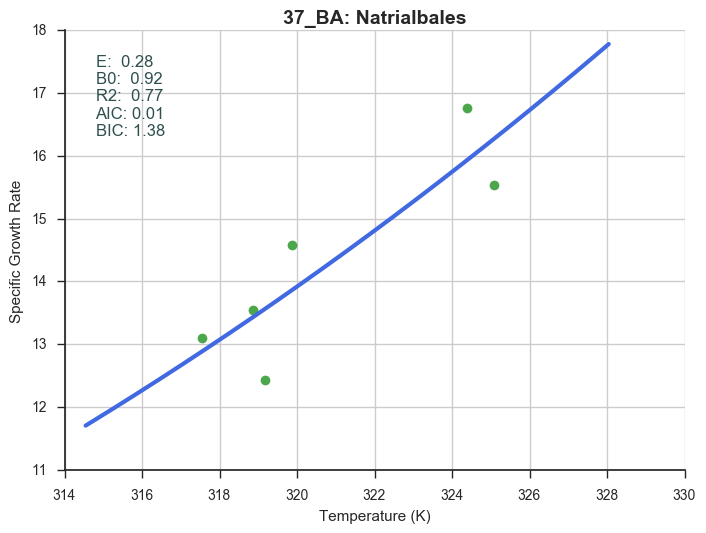 37_BA: Natrialbales
E: 0.28
B0: 0.92
R2: 0.77
AIC: 0.01
BIC: 1.38
Specific Growth Rate
18
17
16
15
14
13
12
11
314 316 318 320 322 324 326 328 330
Temperature (K)